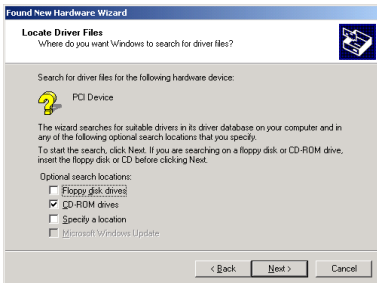 Found New Hardware Wizard
Locate Driver Files
Where do you want Windows to search for driver files?
Search for driver files for the following hardware device:
PCI Device
The wizard searches for suitable drivers in its driver database on your computer and in
any of the following optional search locations that you specify.
To start the search, click Next. If you are searching on a floppy disk or CD-ROM drive,
insert the floppy disk or CD before clicking Next.
Optional search locations:
Floppy disk drives
CD-ROM drives
Specify a location
Microsoft Windows Update
< Back Next > Cancel